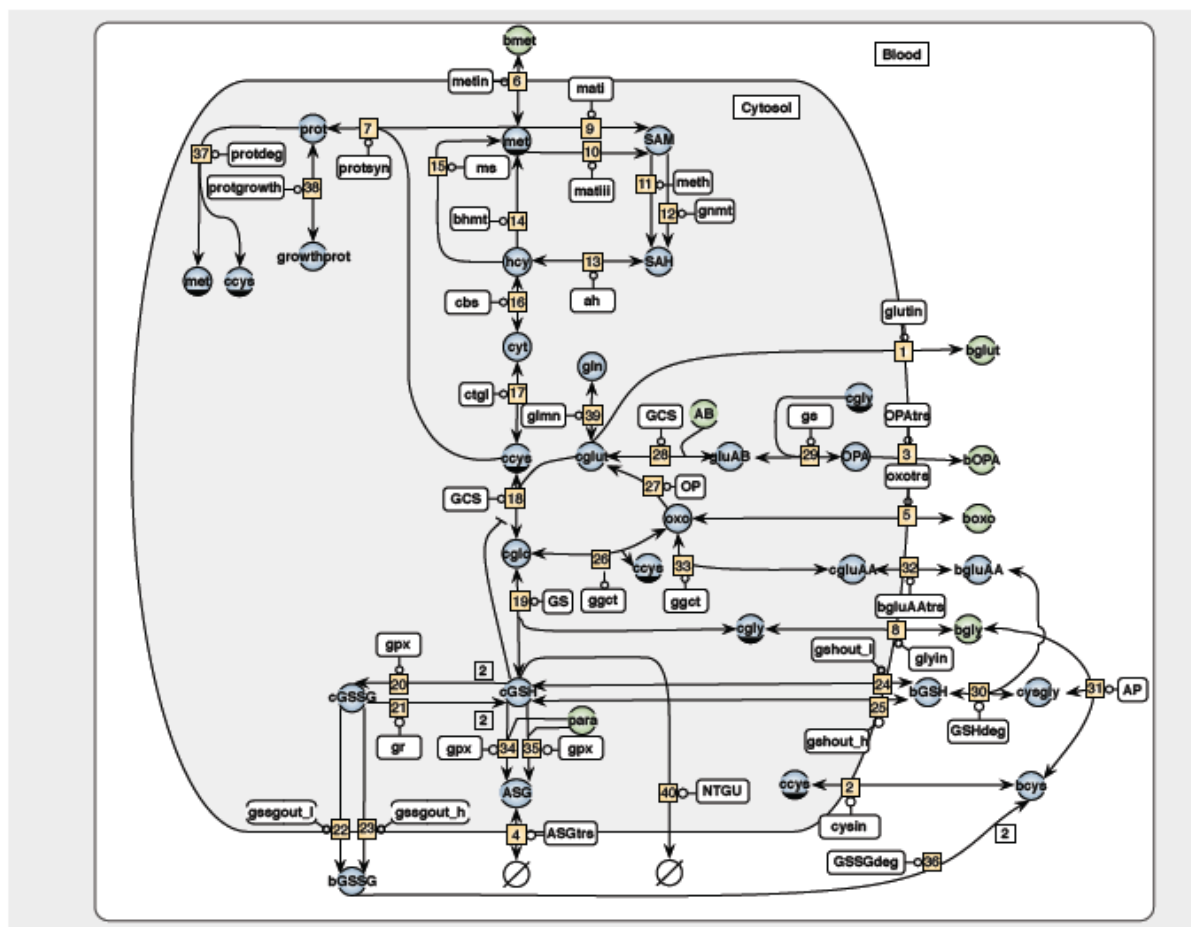 bmet
Blood
metin
6
mati
Cytosol
prot
7
9
met
SAM
37
protdeg
10
15
ms
protsyn
matiii
11
meth
protgrowth
38
12
gnmt
bhmt
14
growthprot
hcy
13
SAH
met
ccys
cbs
16
ah
glutin
cyt
1
bglut
gln
ctgl
17
cgly
glmn
39
GCS
AB
gs
OPAtrs
ccys
cglut
28
gluAB
29
OPA
3
bOPA
27
OP
oxotrs
GCS
18
oxo
5
boxo
cglc
26
ccys
33
cgluAA
32
bgluAA
19
GS
ggct
ggct
bgluAAtrs
cgly
8
bgly
gpx
gshout_l
glyin
2
20
cGSSG
cGSH
24
bGSH
30
cysgly
31
AP
21
25
2
para
GSHdeg
gr
gpx
34
35
gpx
gshout_h
ASG
40
NTGU
ccys
2
bcys
gssgout_l
gssgout_h
22
23
4
ASGtrs
cysin
2
GSSGdeg
36
bGSSG